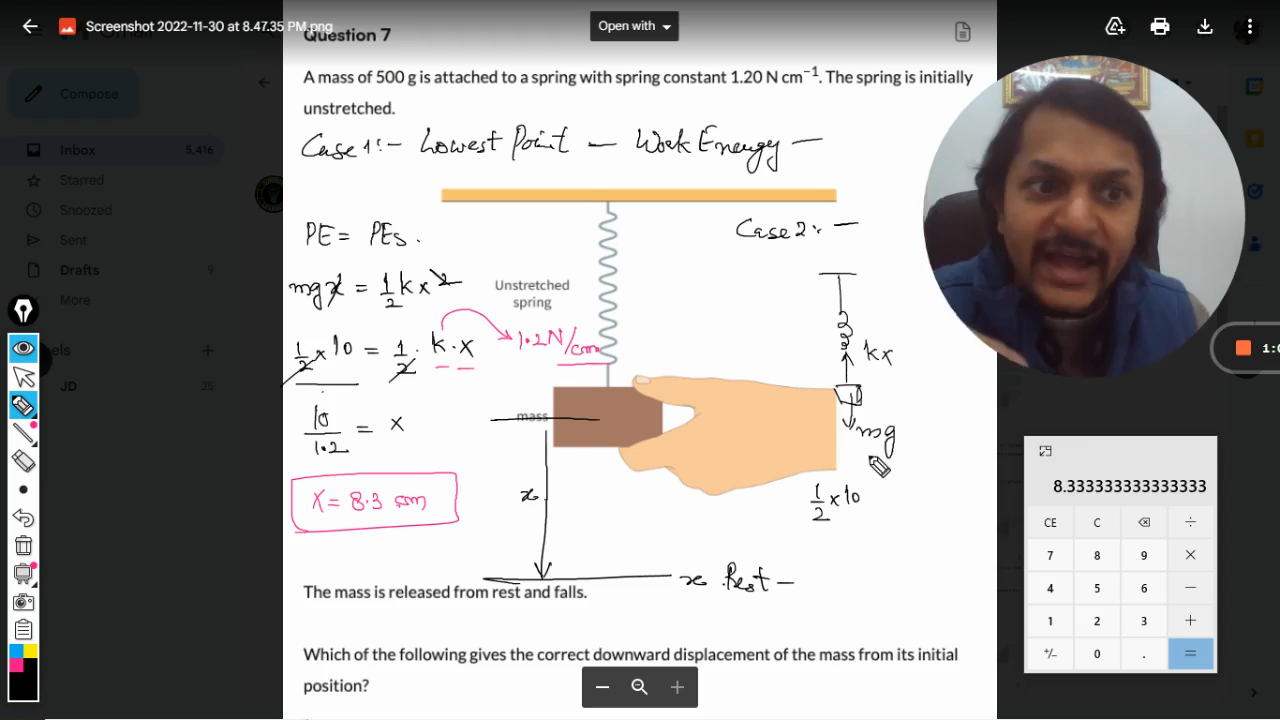 Screenshot 2022-11-30 at 8.47.35 PM.png
Open with
Compose
Inbox 5,416
Starred
Snoozed
Sent
Drafts 9
More
els
JD 25
Question 7
A mass of 500 g is attached to a spring with spring constant 1.20 N cm⁻¹. The spring is initially
unstretched.
Case 1:- Lowest Point - Work Energy -
PE = PEs.
mgx = 1/2 kx²
1/2 x 10 = 1/2 · k·x
1.2N/cm
10/1.2 = x
x = 8.3 cm
Unstretched
spring
mass
x
Case 2:-
kx
mg
1/2 x 10
x Rest -
The mass is released from rest and falls.
Which of the following gives the correct downward displacement of the mass from its initial
position?
1:0
8.333333333333333
CE C ⌫ ÷
7 8 9 ×
4 5 6 −
1 2 3 +
+/- 0 . =